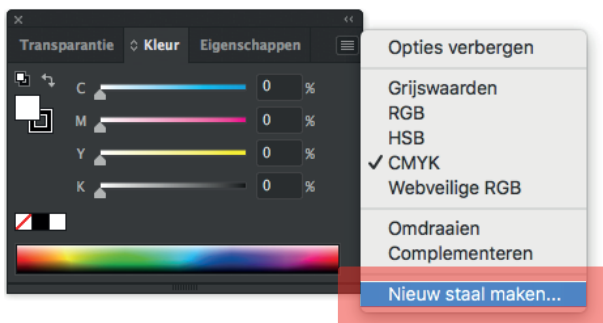 Transparantie Kleur Eigenschappen
C 0 %
M 0 %
Y 0 %
K 0 %
Opties verbergen
Grijswaarden
RGB
HSB
✓ CMYK
Webveilige RGB
Omdraaien
Complementeren
Nieuw staal maken...